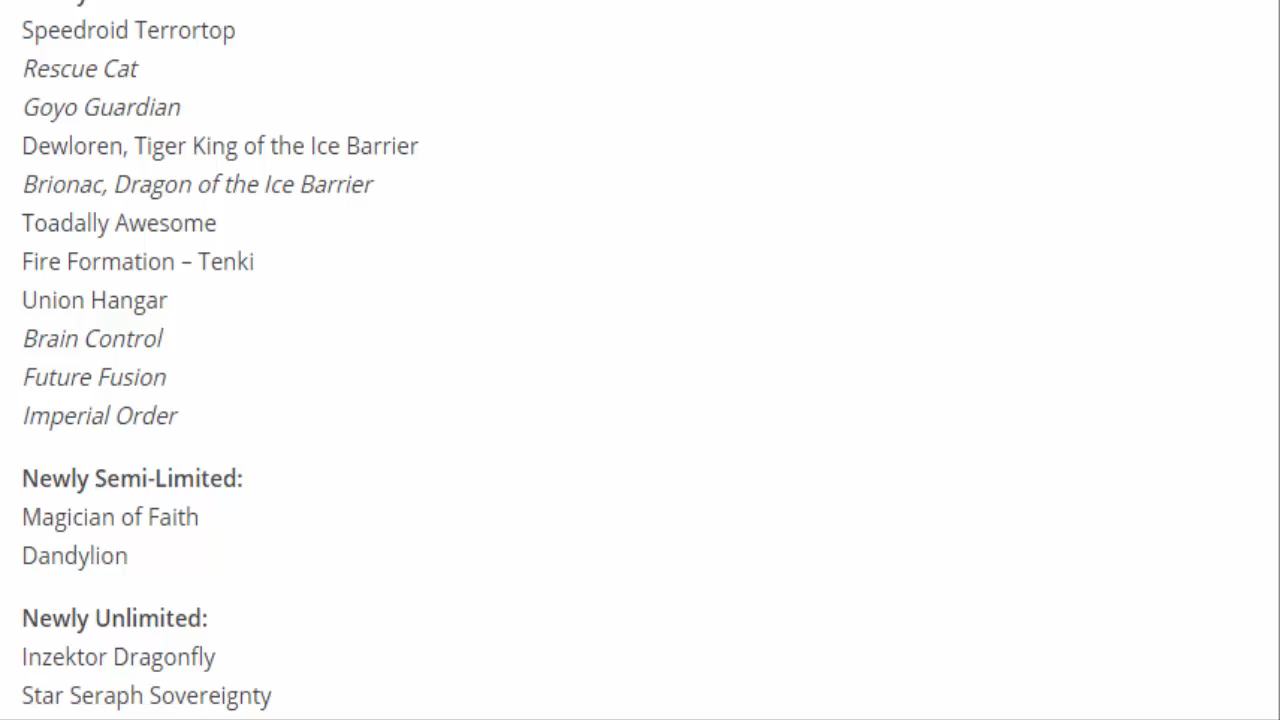 Speedroid Terrortop
Rescue Cat
Goyo Guardian
Dewloren, Tiger King of the Ice Barrier
Brionac, Dragon of the Ice Barrier
Toadally Awesome
Fire Formation – Tenki
Union Hangar
Brain Control
Future Fusion
Imperial Order
Newly Semi-Limited:
Magician of Faith
Dandylion
Newly Unlimited:
Inzektor Dragonfly
Star Seraph Sovereignty